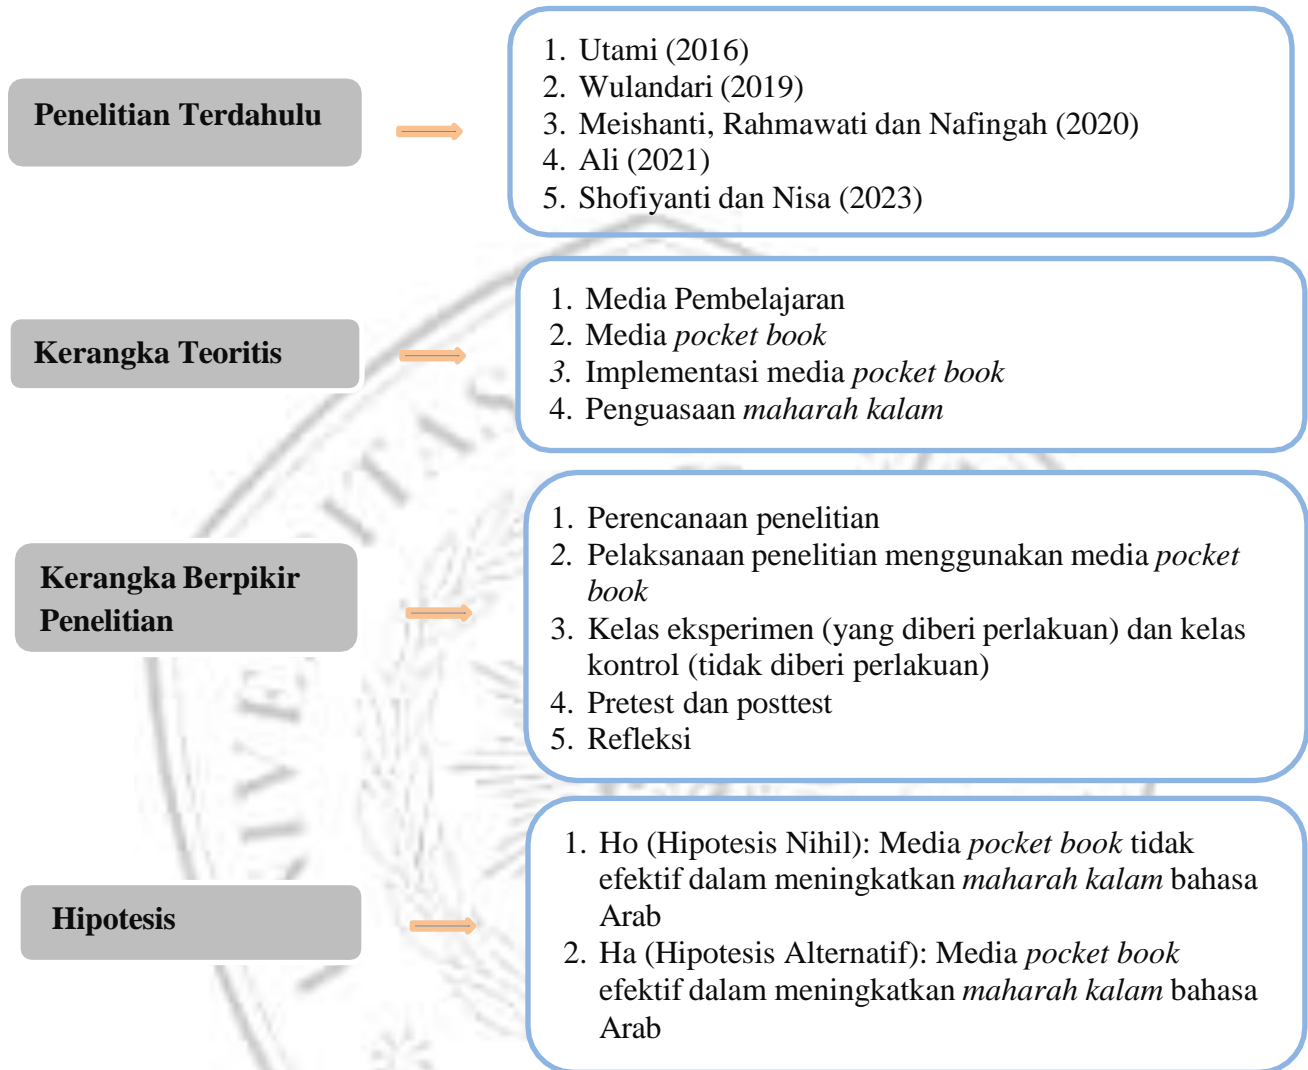 Penelitian Terdahulu
1. Utami (2016)
2. Wulandari (2019)
3. Meishanti, Rahmawati dan Nafingah (2020)
4. Ali (2021)
5. Shofiyanti dan Nisa (2023)
Kerangka Teoritis
1. Media Pembelajaran
2. Media pocket book
3. Implementasi media pocket book
4. Penguasaan maharah kalam
Kerangka Berpikir
Penelitian
1. Perencanaan penelitian
2. Pelaksanaan penelitian menggunakan media pocket
book
3. Kelas eksperimen (yang diberi perlakuan) dan kelas
kontrol (tidak diberi perlakuan)
4. Pretest dan posttest
5. Refleksi
Hipotesis
1. Ho (Hipotesis Nihil): Media pocket book tidak
efektif dalam meningkatkan maharah kalam bahasa
Arab
2. Ha (Hipotesis Alternatif): Media pocket book
efektif dalam meningkatkan maharah kalam bahasa
Arab